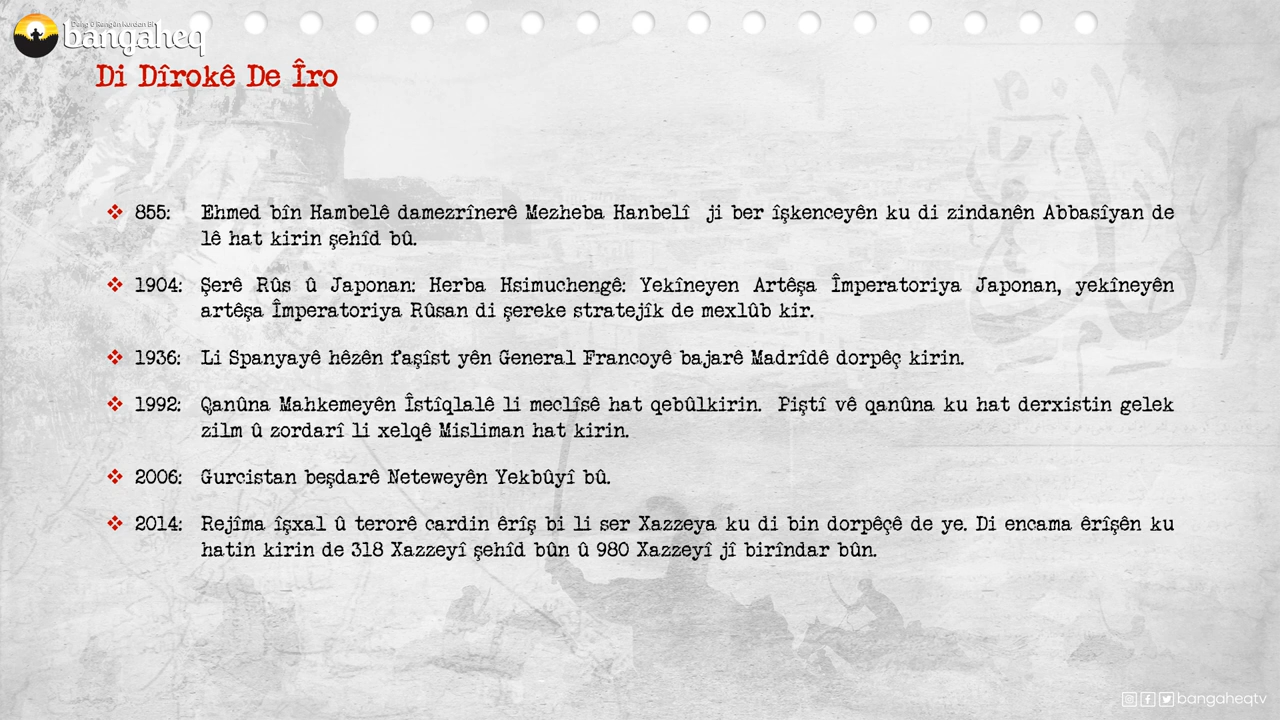 Deng û Rengên Kurdan Bi
bangaheq
Di Dîrokê De Îro
855: Ehmed bîn Hambelê damezrînerê Mezheba Hanbelî ji ber îşkenceyên ku di zindanên Abbasîyan de
lê hat kirin şehîd bû.
1904: Şerê Rûs û Japonan: Herba Hsimuchengê: Yekîneyen Artêşa Împeratoriya Japonan, yekîneyên
artêşa Împeratoriya Rûsan di şereke stratejîk de mexlûb kir.
1936: Li Spanyayê hêzên faşîst yên General Francoyê bajarê Madrîdê dorpêç kirin.
1992: Qanûna Mahkemeyên Îstîqlalê li meclîsê hat qebûlkirin. Piştî vê qanûna ku hat derxistin gelek
zilm û zordarî li xelqê Misliman hat kirin.
2006: Gurcistan beşdarê Neteweyên Yekbûyî bû.
2014: Rejîma îşxal û terorê cardin êrîş bi li ser Xazzeya ku di bin dorpêçê de ye. Di encama êrîşên ku
hatin kirin de 318 Xazzeyî şehîd bûn û 980 Xazzeyî jî birîndar bûn.
bangaheqtv